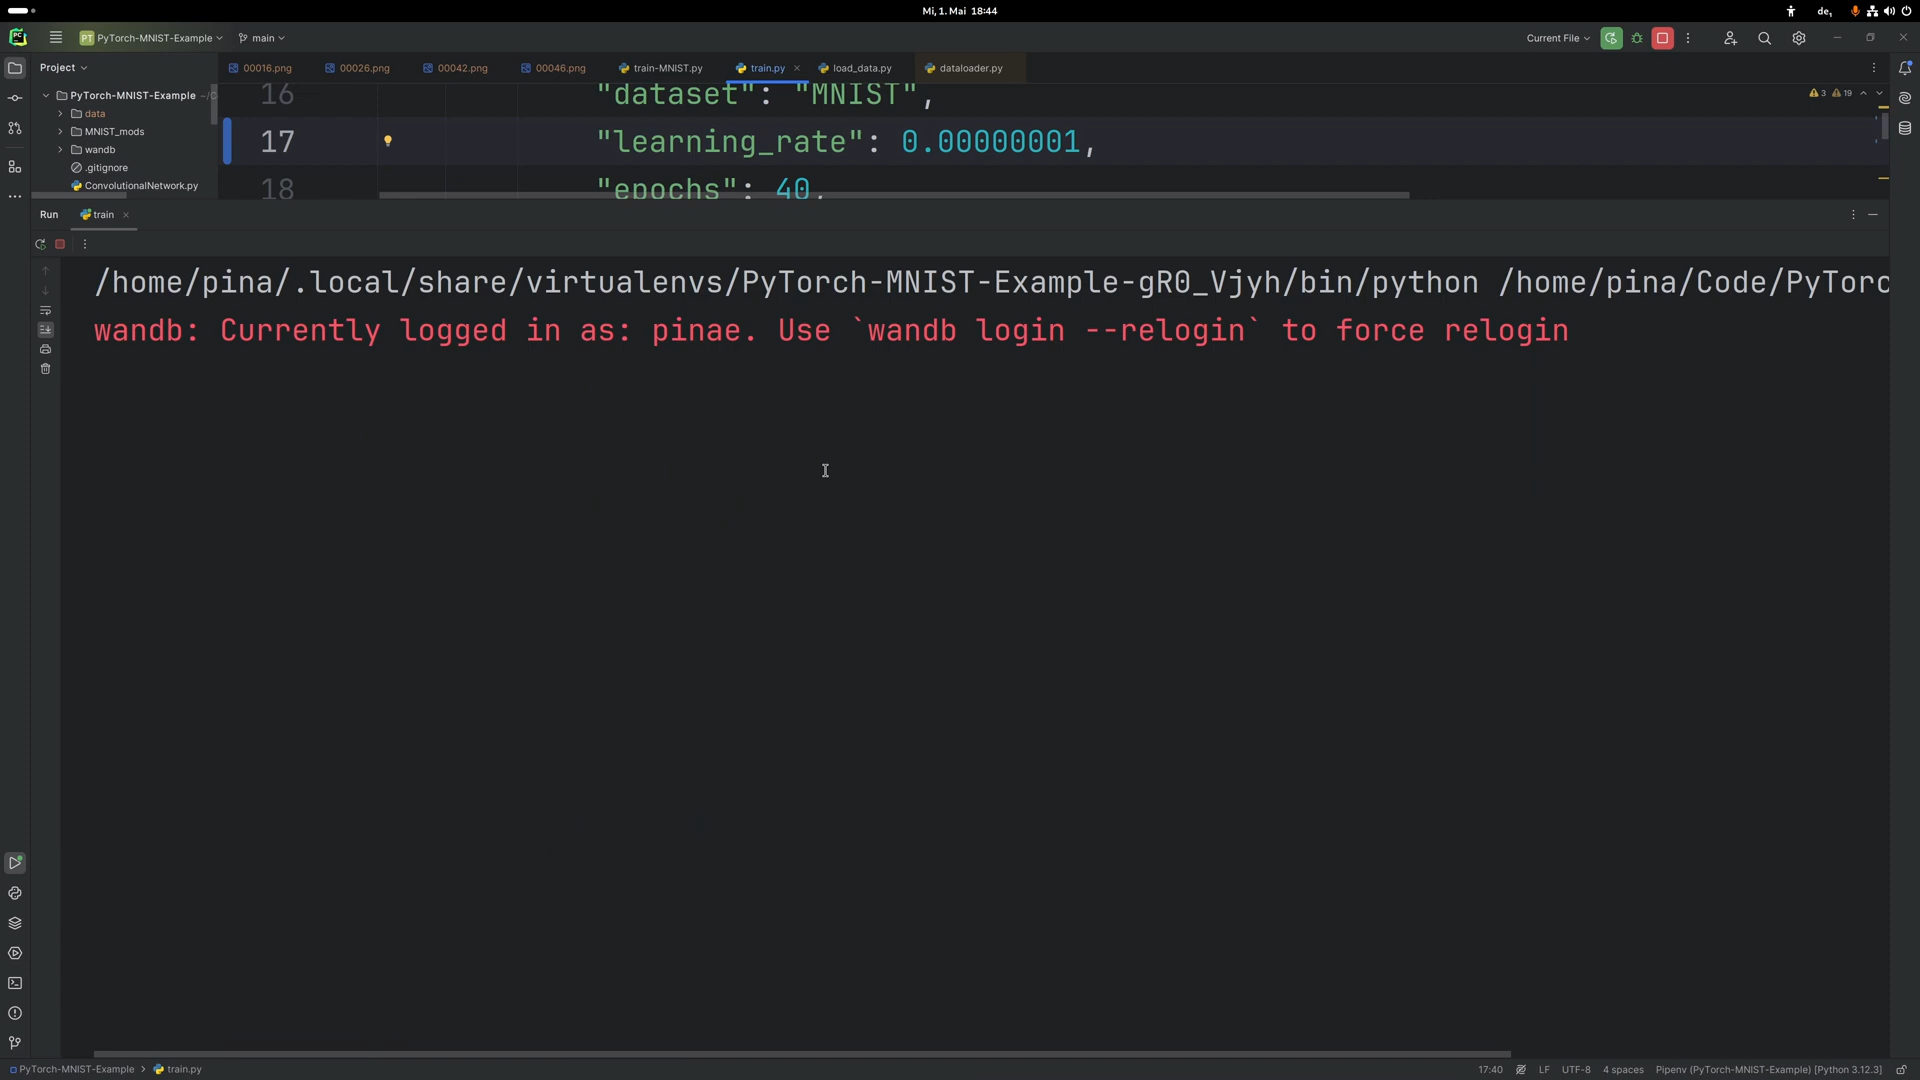 Mi, 1. Mai 18:44
de₁
PC
PT PyTorch-MNIST-Example
main
Current File
Project
00016.png
00026.png
00042.png
00046.png
train-MNIST.py
train.py
load_data.py
dataloader.py
PyTorch-MNIST-Example
data
MNIST_mods
wandb
.gitignore
ConvolutionalNetwork.py
16 "dataset": "MNIST",
17 "learning_rate": 0.00000001,
18 "epochs": 40,
3 19
Run train
/home/pina/.local/share/virtualenvs/PyTorch-MNIST-Example-gR0_Vjyh/bin/python /home/pina/Code/PyTorc
wandb: Currently logged in as: pinae. Use `wandb login --relogin` to force relogin
PyTorch-MNIST-Example > train.py
17:40 LF UTF-8 4 spaces Pipenv (PyTorch-MNIST-Example) [Python 3.12.3]